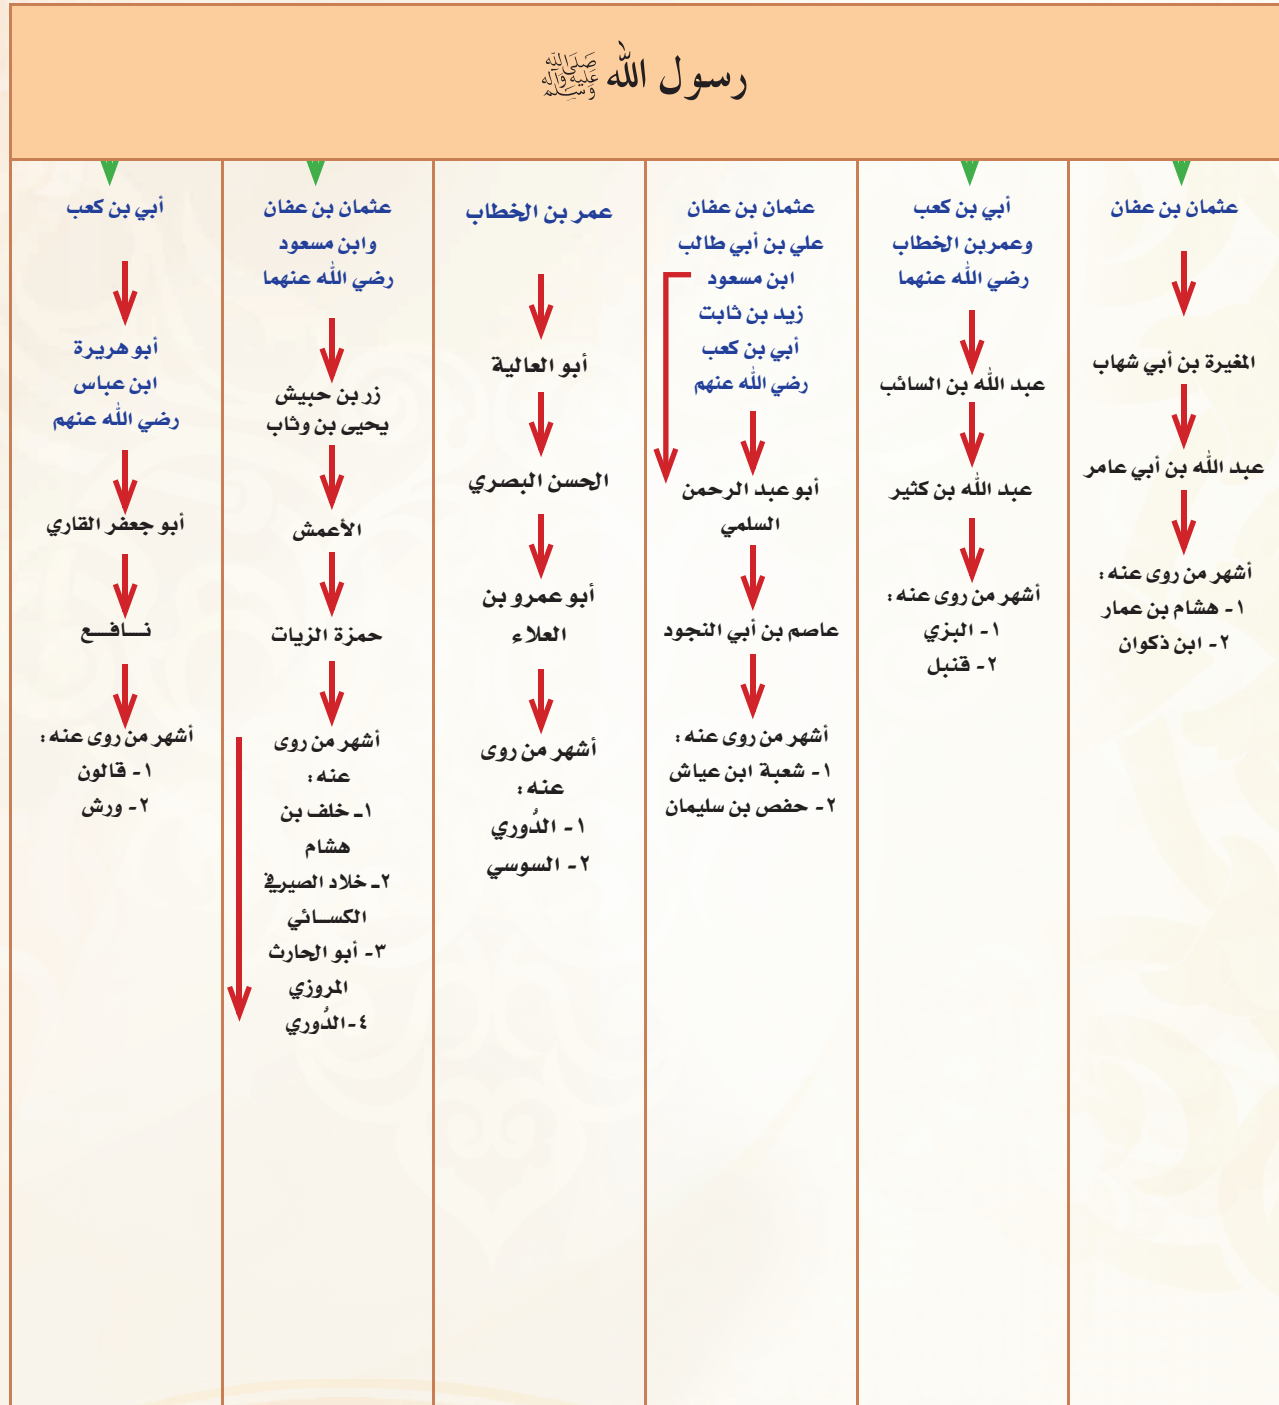 رسول الله ﷺ
عثمان بن عفان
المغيرة بن أبي شهاب
عبد الله بن أبي عامر
أشهر من روى عنه :
١- هشام بن عمار
٢- ابن ذكوان
أبي بن كعب
وعمربن الخطاب
رضي الله عنهما
عبد الله بن السائب
عبد الله بن كثير
أشهر من روى عنه :
١- البزي
٢- قنبل
عثمان بن عفان
علي بن أبي طالب
ابن مسعود
زيد بن ثابت
أبي بن كعب
رضي الله عنهم
أبو عبد الرحمن
السلمي
عاصم بن أبي النجود
أشهر من روى عنه :
١- شعبة ابن عياش
٢- حفص بن سليمان
عمر بن الخطاب
أبو العالية
الحسن البصري
أبو عمرو بن
العلاء
أشهر من روى
عنه :
١- الدُوري
٢- السوسي
عثمان بن عفان
وابن مسعود
رضي الله عنهما
زر بن حبيش
يحيى بن وثاب
الأعمش
حمزة الزيات
أشهر من روى
عنه :
١ـ خلف بن
هشام
٢ـ خلاد الصيرفي
الكســائي
٣- أبو الحارث
المروزي
٤-الدُوري
أبي بن كعب
أبو هريرة
ابن عباس
رضي الله عنهم
أبو جعفر القاري
نـــافـــع
أشهر من روى عنه :
١- قالون
٢- ورش